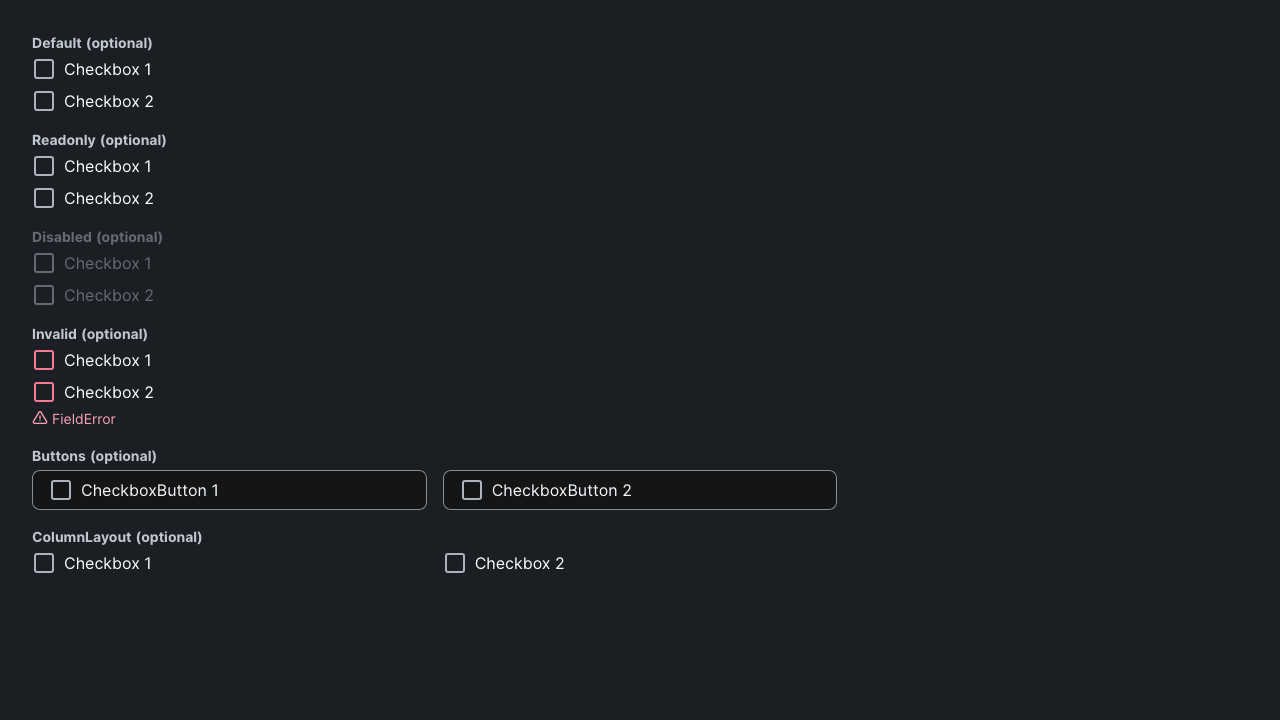 Default (optional)
Checkbox 1
Checkbox 2
Readonly (optional)
Checkbox 1
Checkbox 2
Disabled (optional)
Checkbox 1
Checkbox 2
Invalid (optional)
Checkbox 1
Checkbox 2
FieldError
Buttons (optional)
CheckboxButton 1
CheckboxButton 2
ColumnLayout (optional)
Checkbox 1
Checkbox 2